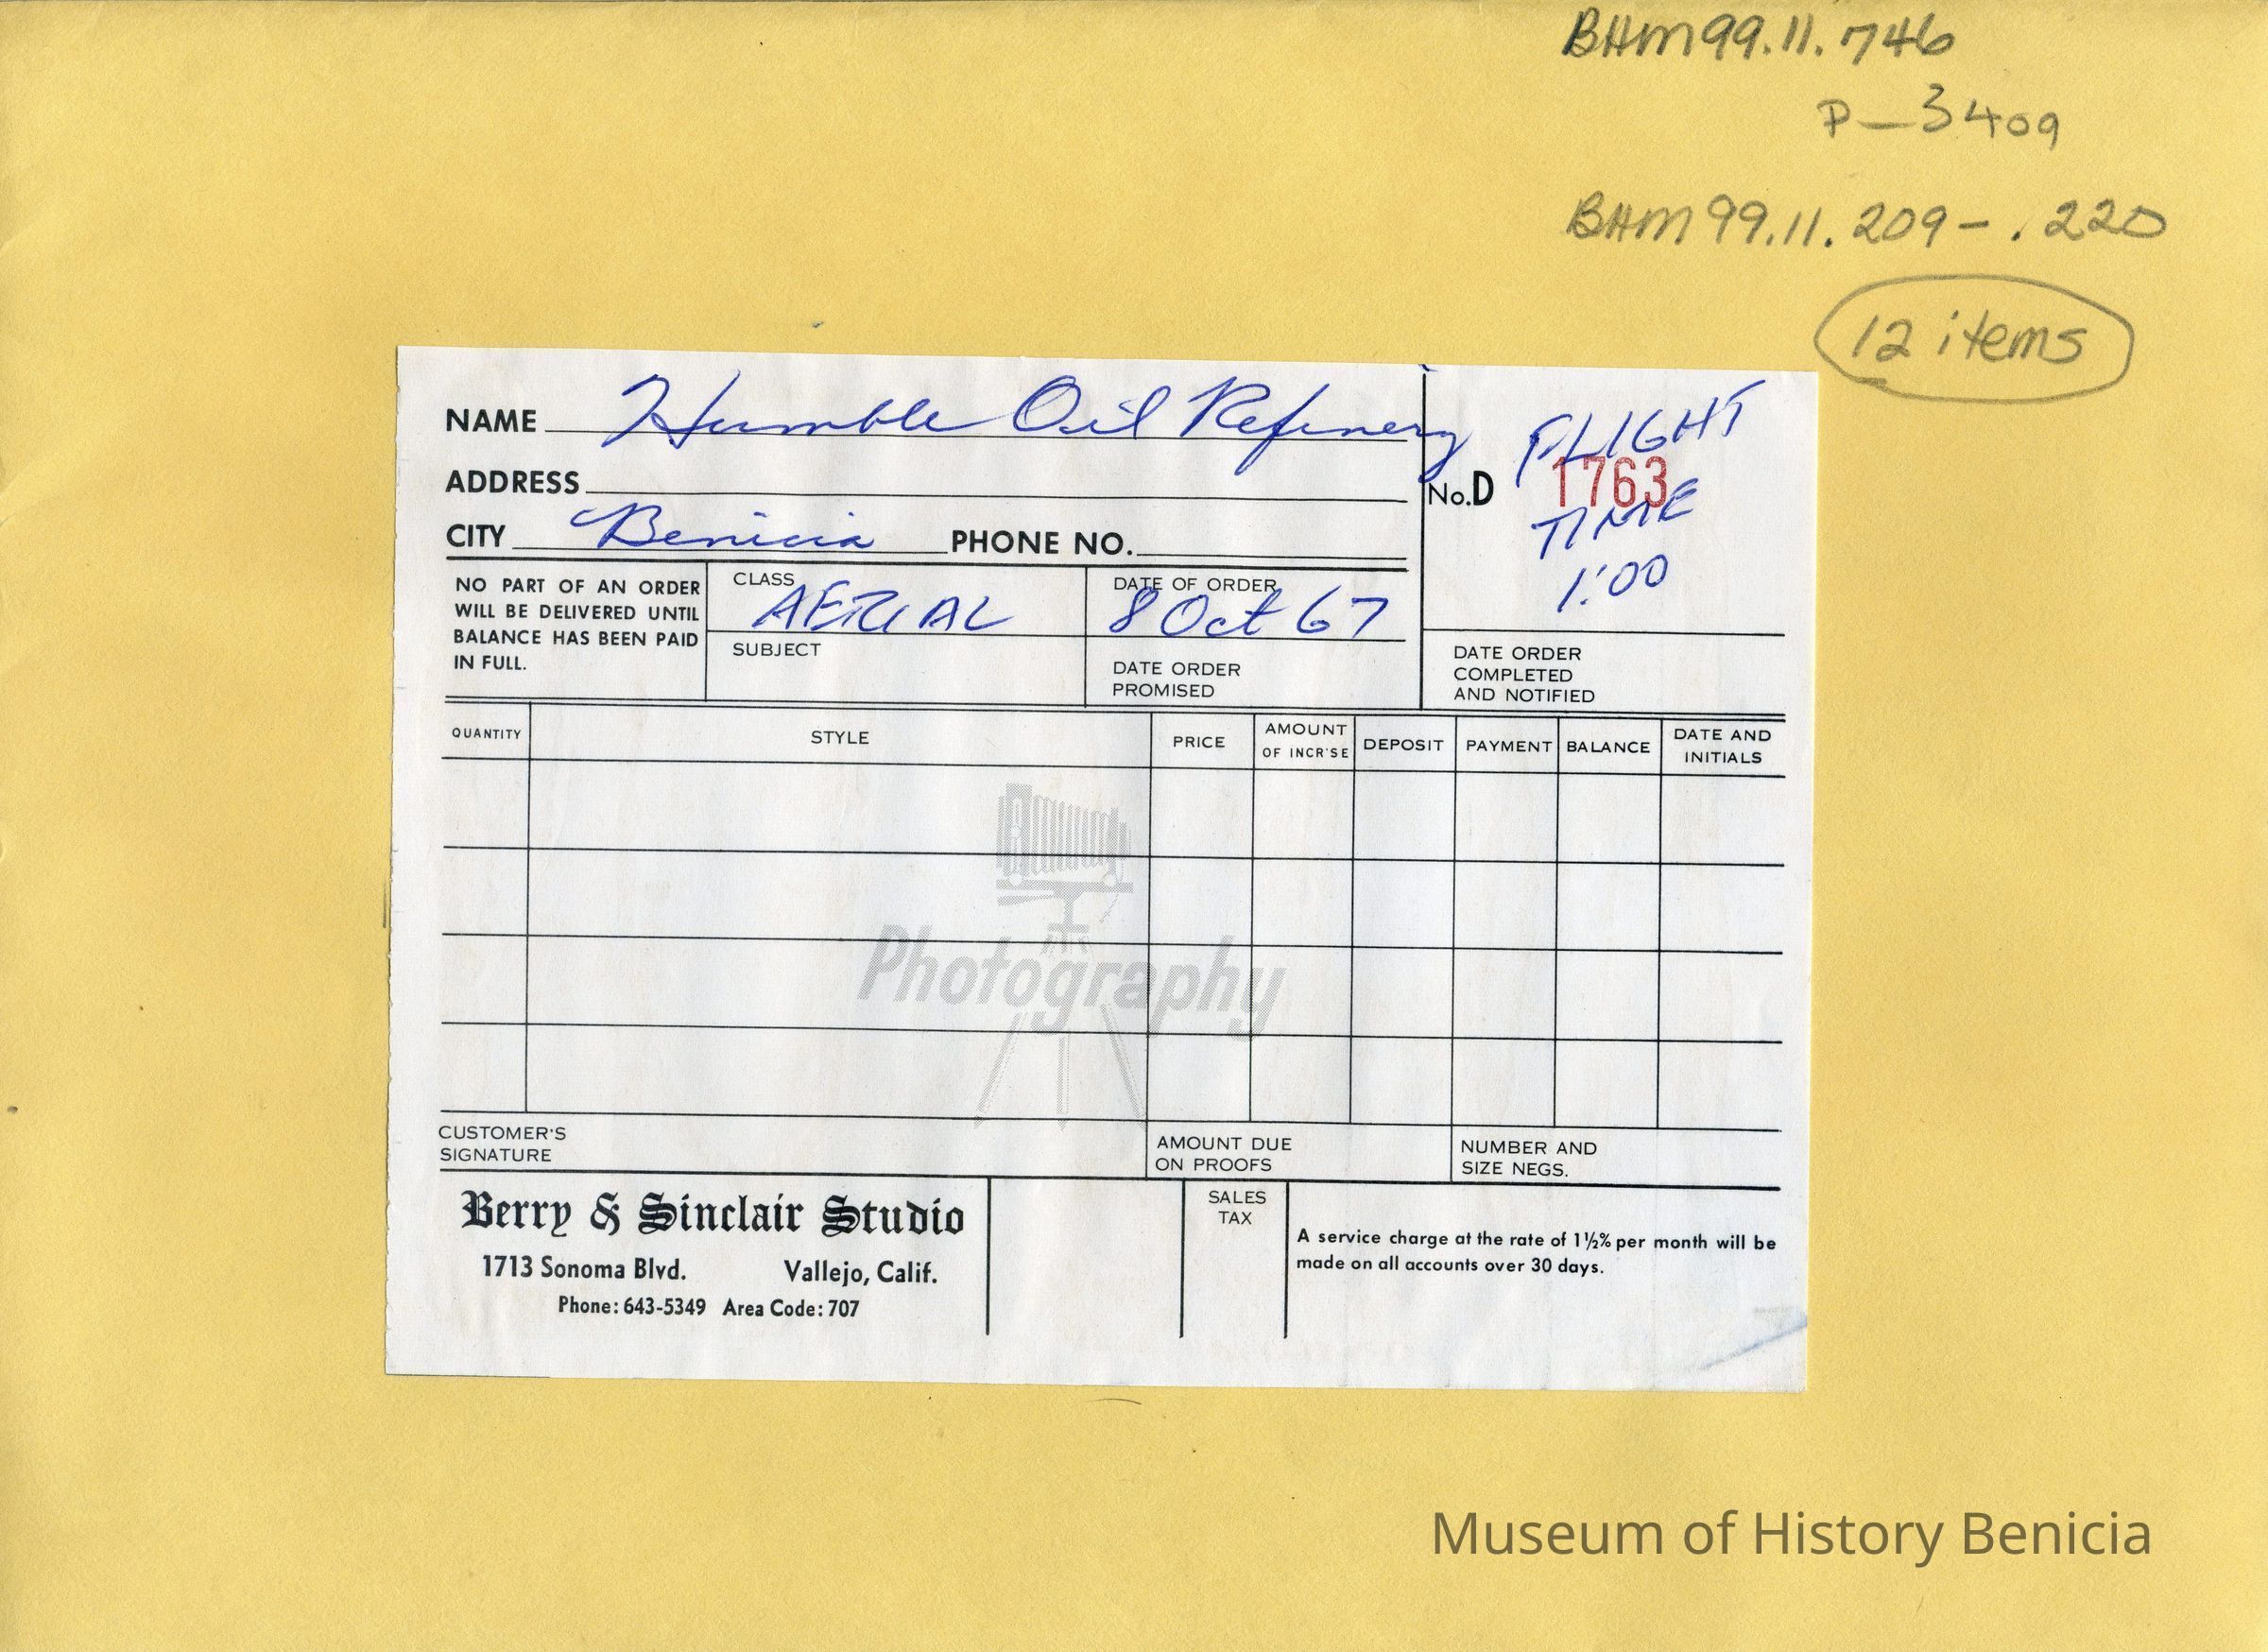 BHM99.11.746
P-3409
BHM99.11.209-.220
12 items
NAME Humble Oil Refinery
ADDRESS
CITY Benicia PHONE NO.
No.D 1763
FLIGHT
TIME
1:00
NO PART OF AN ORDER
WILL BE DELIVERED UNTIL
BALANCE HAS BEEN PAID
IN FULL.
CLASS
AERIAL
SUBJECT
DATE OF ORDER
8 Oct 67
DATE ORDER
PROMISED
DATE ORDER
COMPLETED
AND NOTIFIED
QUANTITY STYLE PRICE AMOUNT OF INCR'SE DEPOSIT PAYMENT BALANCE DATE AND INITIALS
Photography
CUSTOMER'S
SIGNATURE
AMOUNT DUE
ON PROOFS
NUMBER AND
SIZE NEGS.
Berry & Sinclair Studio
1713 Sonoma Blvd. Vallejo, Calif.
Phone: 643-5349 Area Code: 707
SALES
TAX
A service charge at the rate of 1½% per month will be
made on all accounts over 30 days.
Museum of History Benicia